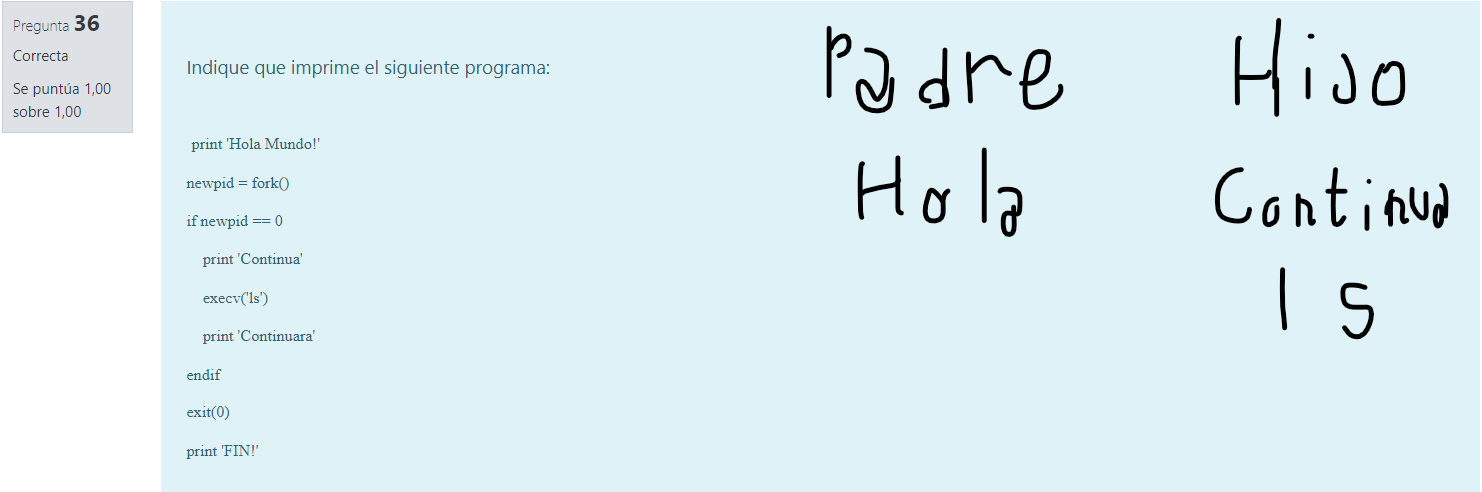 Pregunta 36
Correcta
Se puntúa 1,00
sobre 1,00
Indique que imprime el siguiente programa:
print 'Hola Mundo!'
newpid = fork()
if newpid == 0
print 'Continua'
execv('ls')
print 'Continuara'
endif
exit(0)
print 'FIN!'
Padre Hijo
Hola Continua
ls